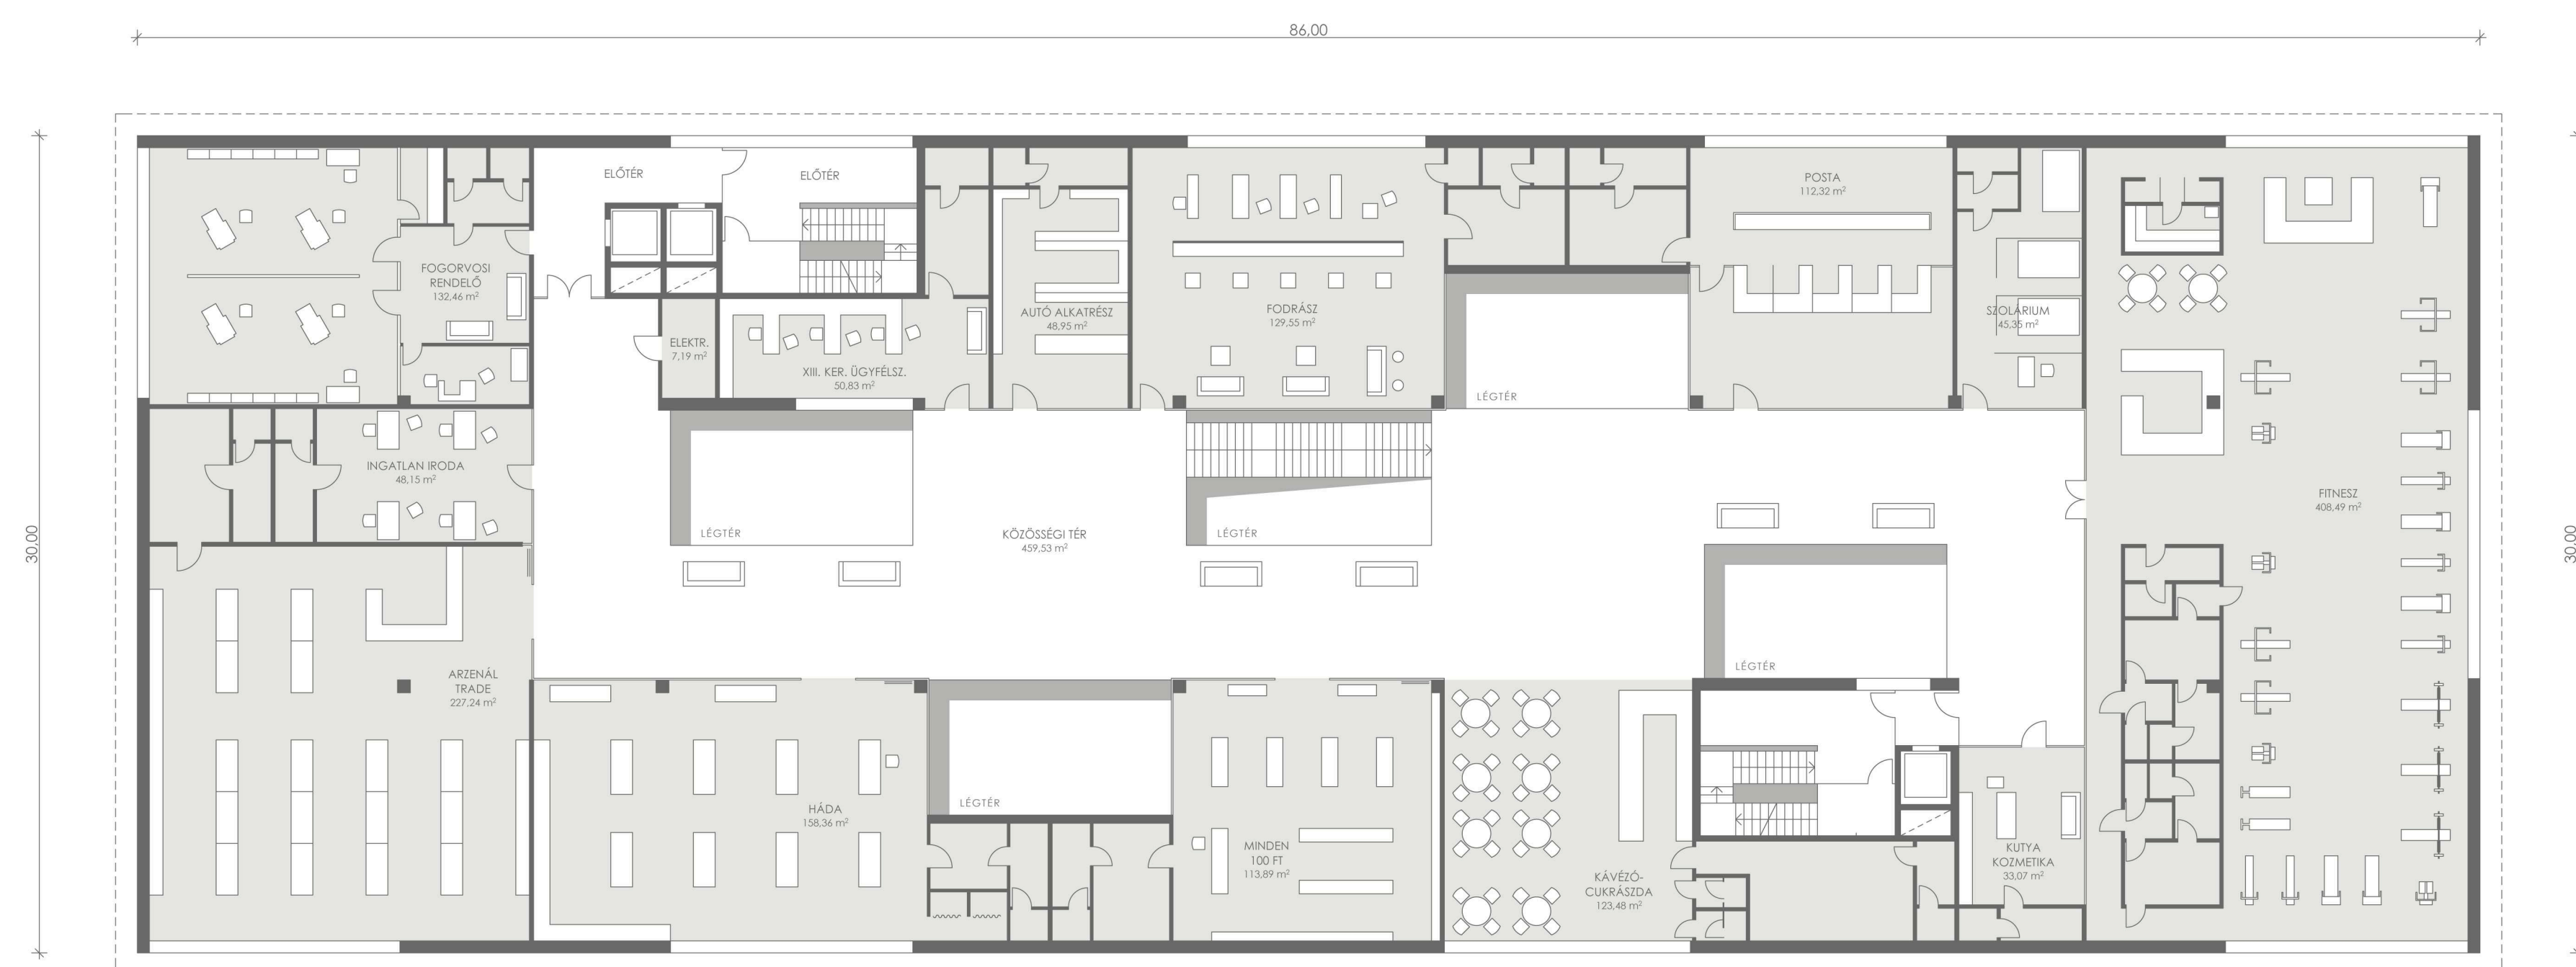 86,00
30,00
30,00
ELŐTÉR
ELŐTÉR
POSTA
112,32 m²
FOGORVOSI
RENDELŐ
132,46 m²
ELEKTR.
7,19 m²
XIII. KER. ÜGYFÉLSZ.
50,83 m²
AUTÓ ALKATRÉSZ
48,95 m²
FODRÁSZ
129,55 m²
SZOLÁRIUM
45,35 m²
LÉGTÉR
INGATLAN IRODA
48,15 m²
LÉGTÉR
KÖZÖSSÉGI TÉR
459,53 m²
LÉGTÉR
FITNESZ
408,49 m²
LÉGTÉR
ARZENÁL
TRADE
227,24 m²
HÁDA
158,36 m²
LÉGTÉR
MINDEN
100 FT
113,89 m²
KÁVÉZÓ-
CUKRÁSZDA
123,48 m²
KUTYA
KOZMETIKA
33,07 m²